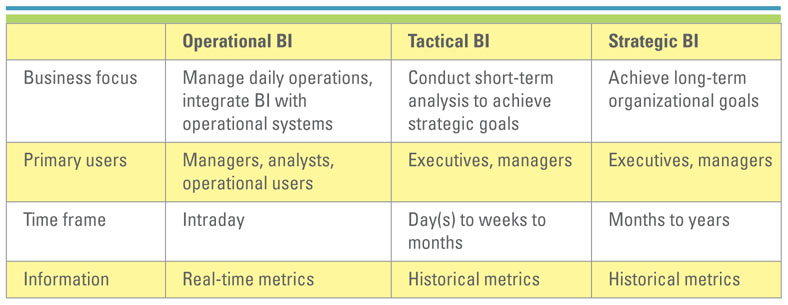 Operational BI Tactical BI Strategic BI
Business focus Manage daily operations, Conduct short-term Achieve long-term
integrate BI with analysis to achieve organizational goals
operational systems strategic goals
Primary users Managers, analysts, Executives, managers Executives, managers
operational users
Time frame Intraday Day(s) to weeks to Months to years
months
Information Real-time metrics Historical metrics Historical metrics